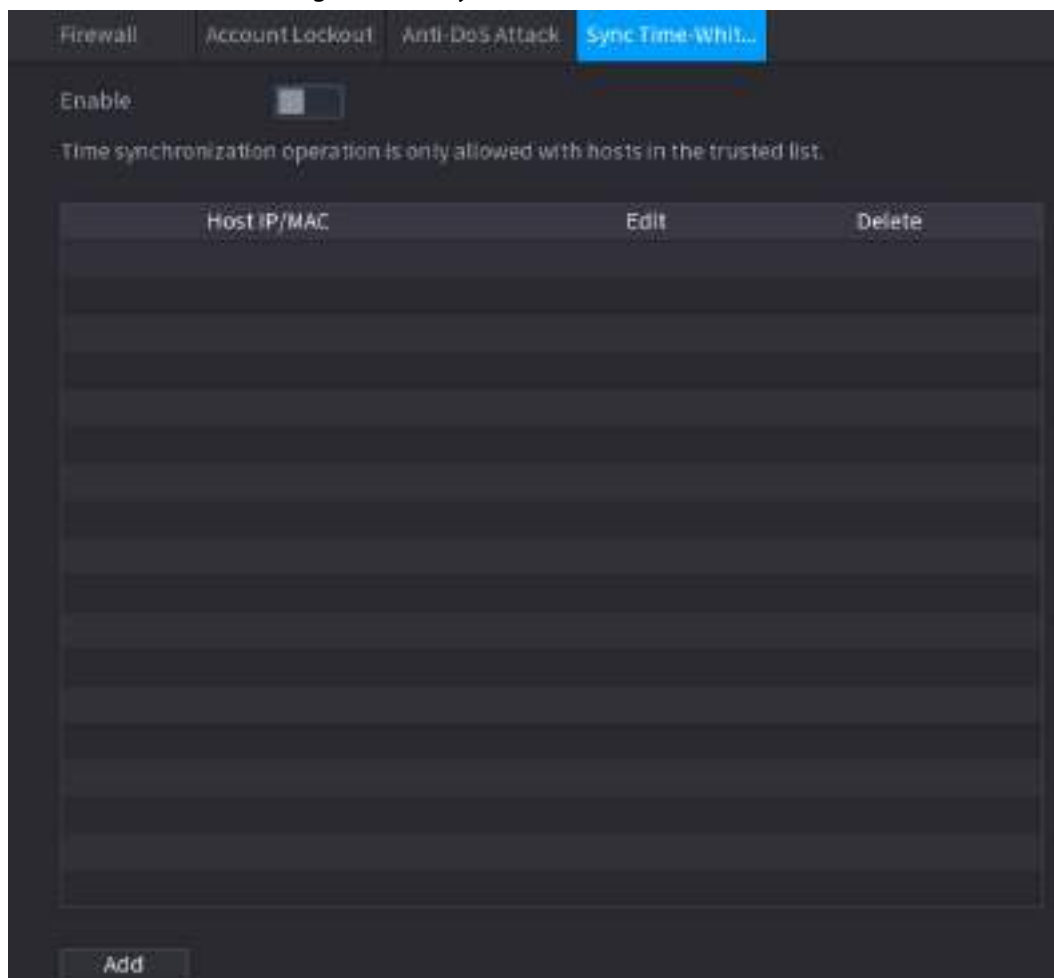 Firewall Account Lockout Anti-DoS Attack Sync Time-Whit...
Enable
Time synchronization operation is only allowed with hosts in the trusted list.
Host IP/MAC Edit Delete
Add